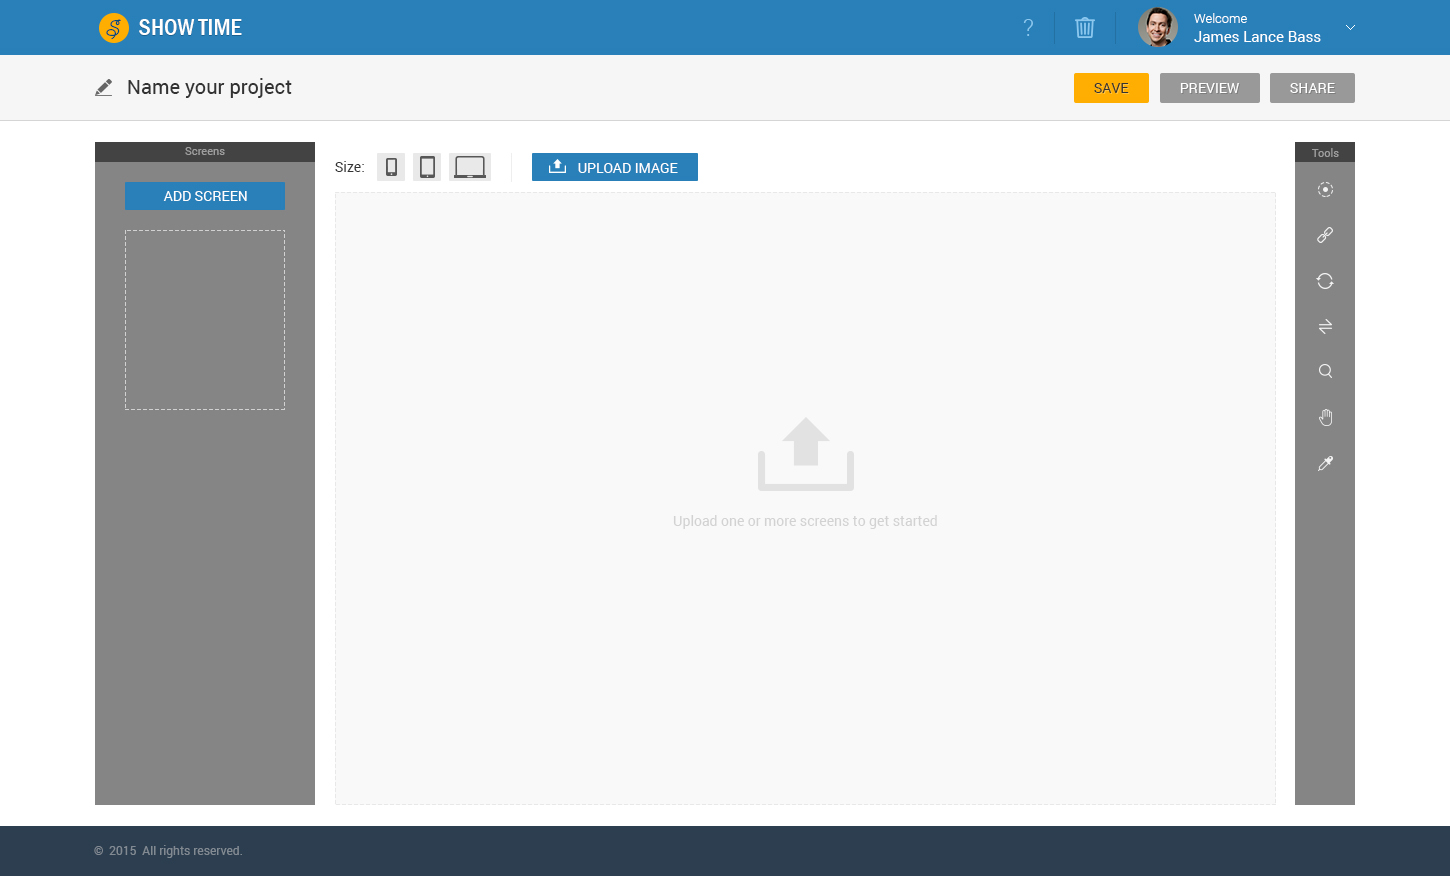 SHOW TIME
?
Welcome
James Lance Bass
Name your project
SAVE
PREVIEW
SHARE
Screens
ADD SCREEN
Size:
UPLOAD IMAGE
Upload one or more screens to get started
Tools
© 2015 All rights reserved.